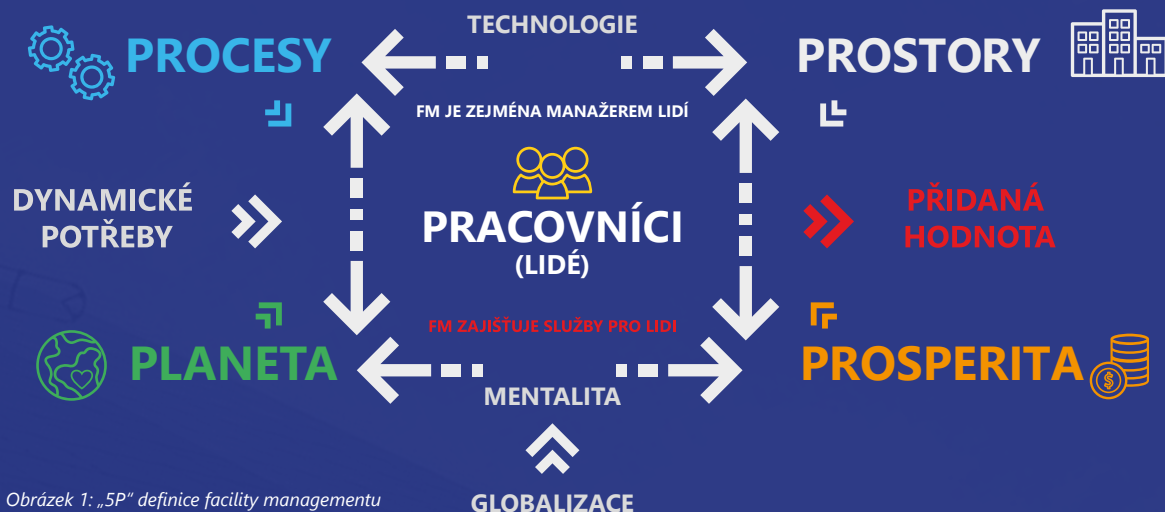 TECHNOLOGIE
PROCESY
PROSTORY
FM JE ZEJMÉNA MANAŽEREM LIDÍ
DYNAMICKÉ
POTŘEBY
PRACOVNÍCI
(LIDÉ)
PŘIDANÁ
HODNOTA
FM ZAJIŠŤUJE SLUŽBY PRO LIDI
PLANETA
PROSPERITA
$
MENTALITA
GLOBALIZACE
Obrázek 1: „5P“ definice facility managementu